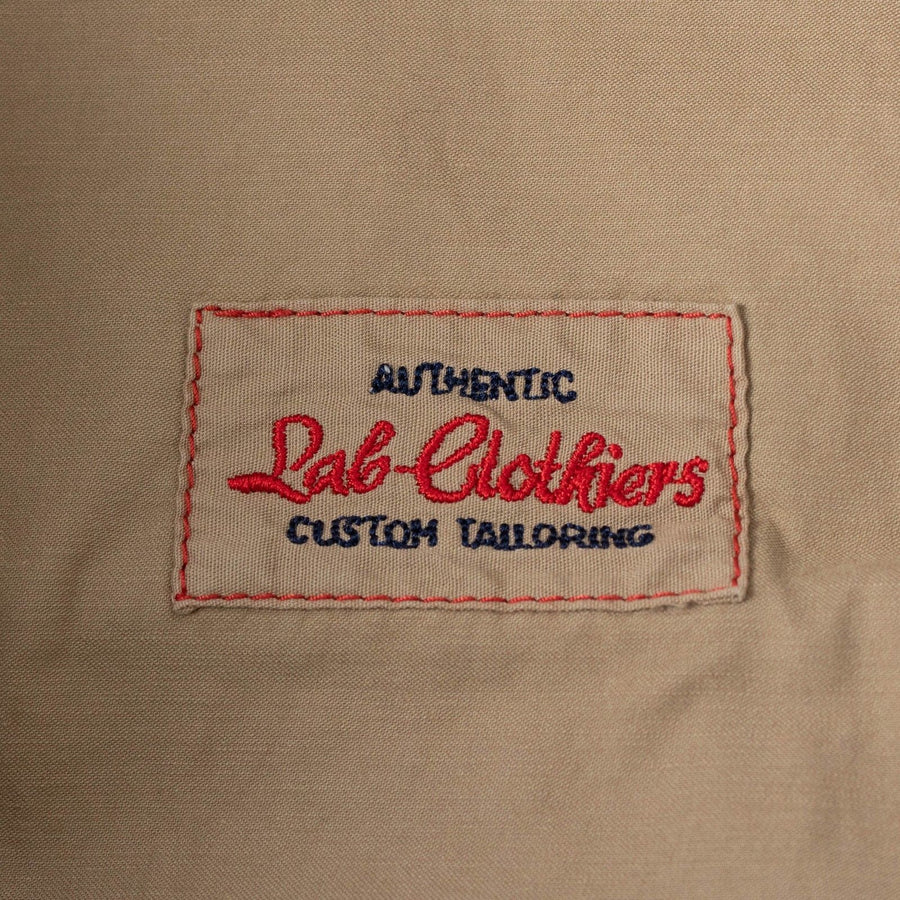 AUTHENTIC
Lab-Clothiers
CUSTOM TAILORING